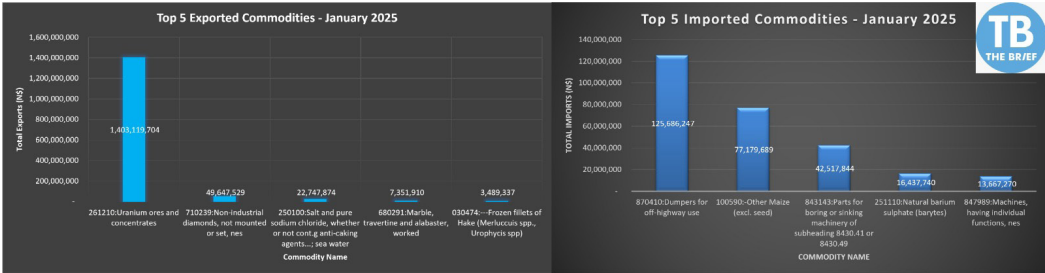 Top 5 Exported Commodities - January 2025
Total Exports (N$)
1,600,000,000
1,400,000,000
1,200,000,000
1,000,000,000
800,000,000
600,000,000
400,000,000
200,000,000
-
1,403,119,704
49,647,529
22,747,874
7,351,910
3,489,337
261210:Uranium ores and
concentrates
710239:Non-industrial
diamonds, not mounted
or set, nes
250100:Salt and pure
sodium chloride, whether
or not cont.g anti-caking
agents...; sea water
680291:Marble,
travertine and alabaster,
worked
030474:---Frozen fillets of
Hake (Merluccuis spp.,
Urophycis spp)
Commodity Name
Top 5 Imported Commodities - January 2025
TB
THE BRIEF
TOTAL IMPORTS (N$)
140,000,000
120,000,000
100,000,000
80,000,000
60,000,000
40,000,000
20,000,000
-
125,686,247
77,179,689
42,517,844
16,437,740
13,667,270
870410:Dumpers for
off-highway use
100590:-Other Maize
(excl. seed)
843143:Parts for
boring or sinking
machinery of
subheading 8430.41 or
8430.49
251110:Natural barium
sulphate (barytes)
847989:Machines,
having individual
functions, nes
COMMODITY NAME